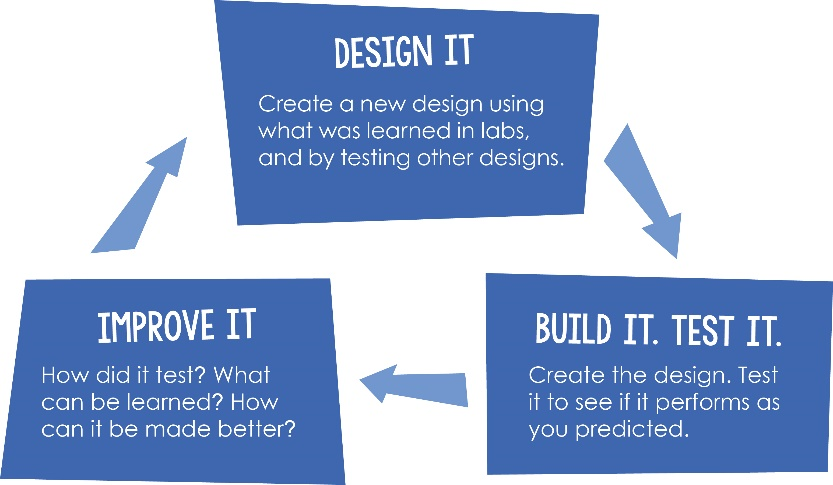 DESIGN IT
Create a new design using
what was learned in labs,
and by testing other designs.
IMPROVE IT
How did it test? What
can be learned? How
can it be made better?
BUILD IT. TEST IT.
Create the design. Test
it to see if it performs as
you predicted.